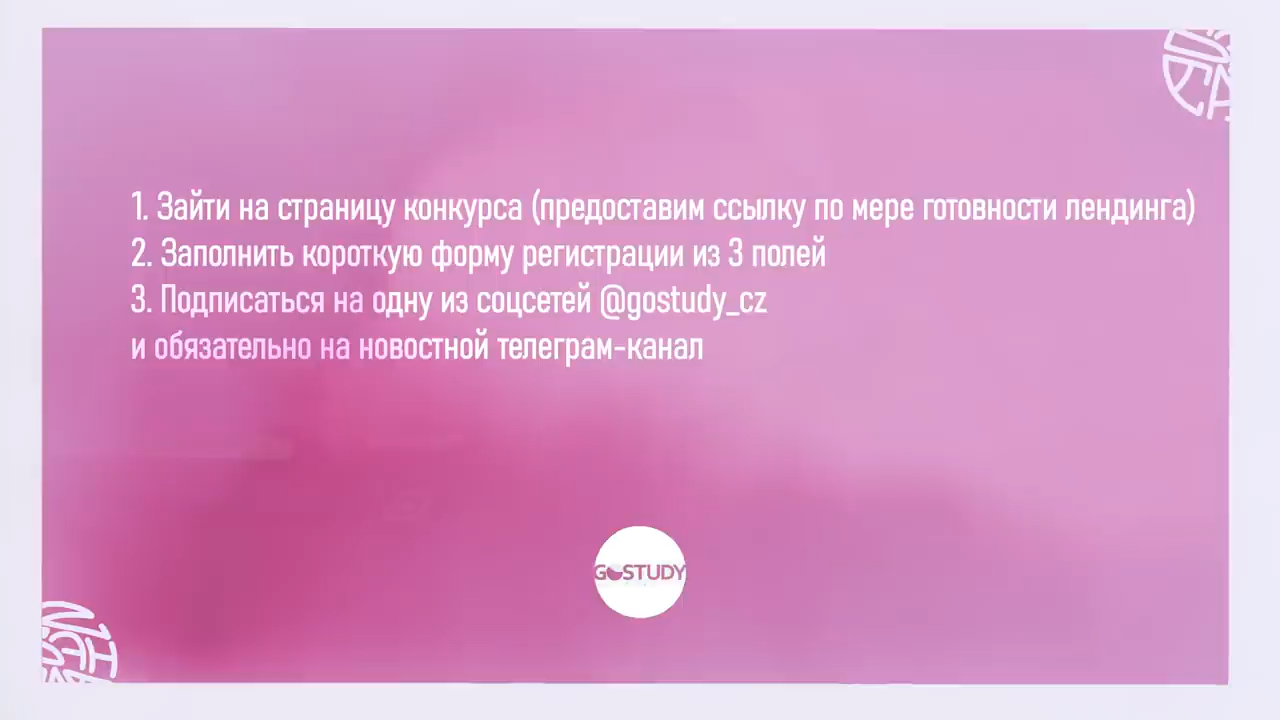 1. Зайти на страницу конкурса (предоставим ссылку по мере готовности лендинга)
2. Заполнить короткую форму регистрации из 3 полей
3. Подписаться на одну из соцсетей @gostudy_cz
и обязательно на новостной телеграм-канал
GOSTUDY